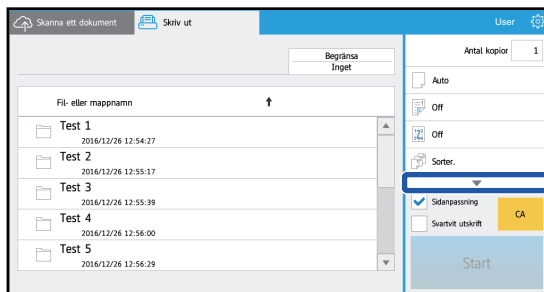 Skanna ett dokument
Skriv ut
User
Begränsa
Inget
Antal kopior 1
Fil- eller mappnamn
Test 1
2016/12/26 12:54:27
Test 2
2016/12/26 12:55:17
Test 3
2016/12/26 12:55:39
Test 4
2016/12/26 12:56:00
Test 5
2016/12/26 12:56:29
Auto
Off
Off
Sorter.
Sidanpassning
Svartvit utskrift
CA
Start